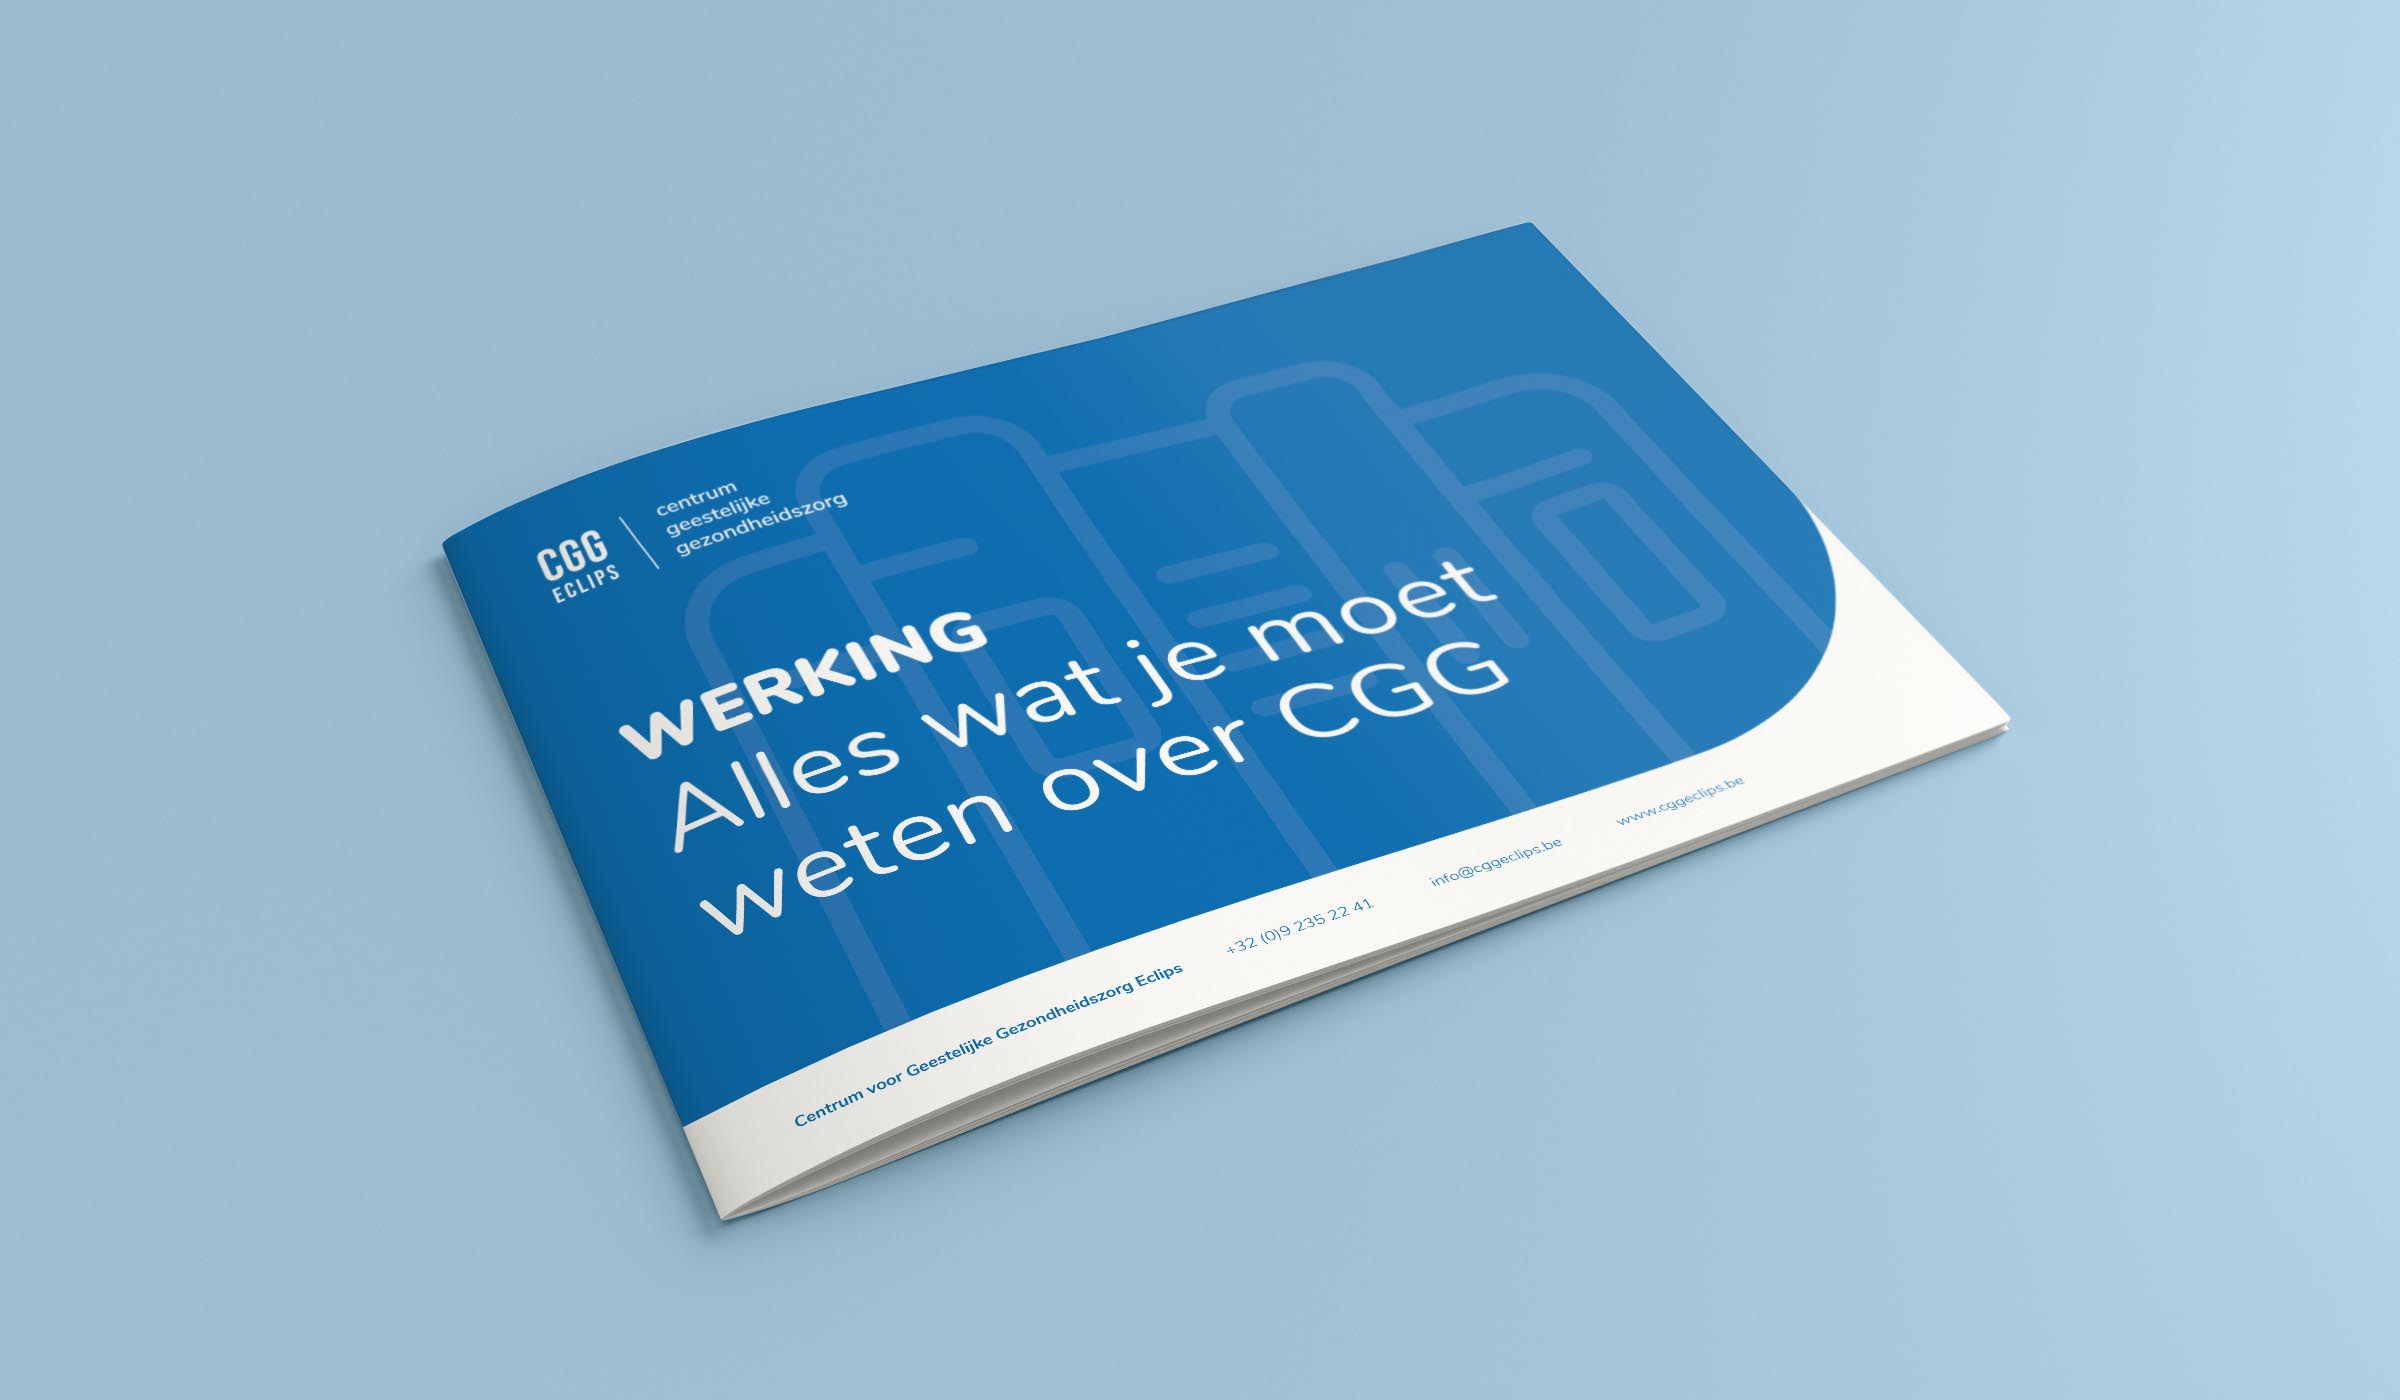 CGG
ECLIPS
centrum
geestelijke
gezondheidszorg
WERKING
Alles wat je moet
weten over CGG
Centrum voor Geestelijke Gezondheidszorg Eclips
+32 (0)9 235 22 41
info@cggeclips.be
www.cggeclips.be